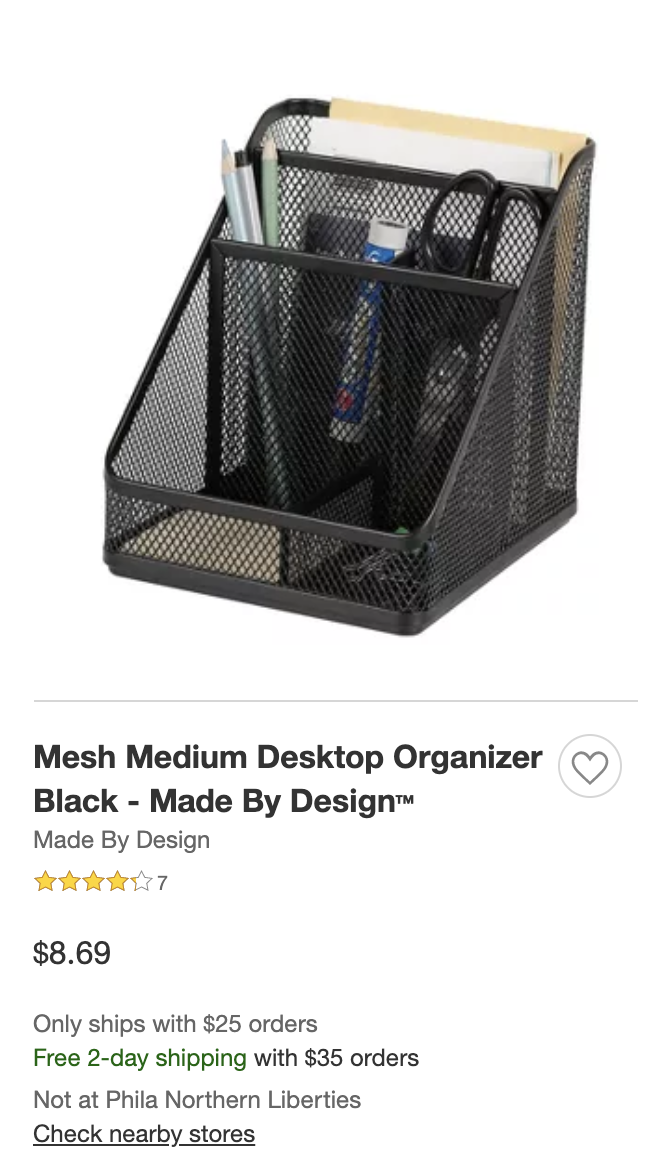 Mesh Medium Desktop Organizer
Black - Made By Design™
Made By Design
7
$8.69
Only ships with $25 orders
Free 2-day shipping with $35 orders
Not at Phila Northern Liberties
Check nearby stores